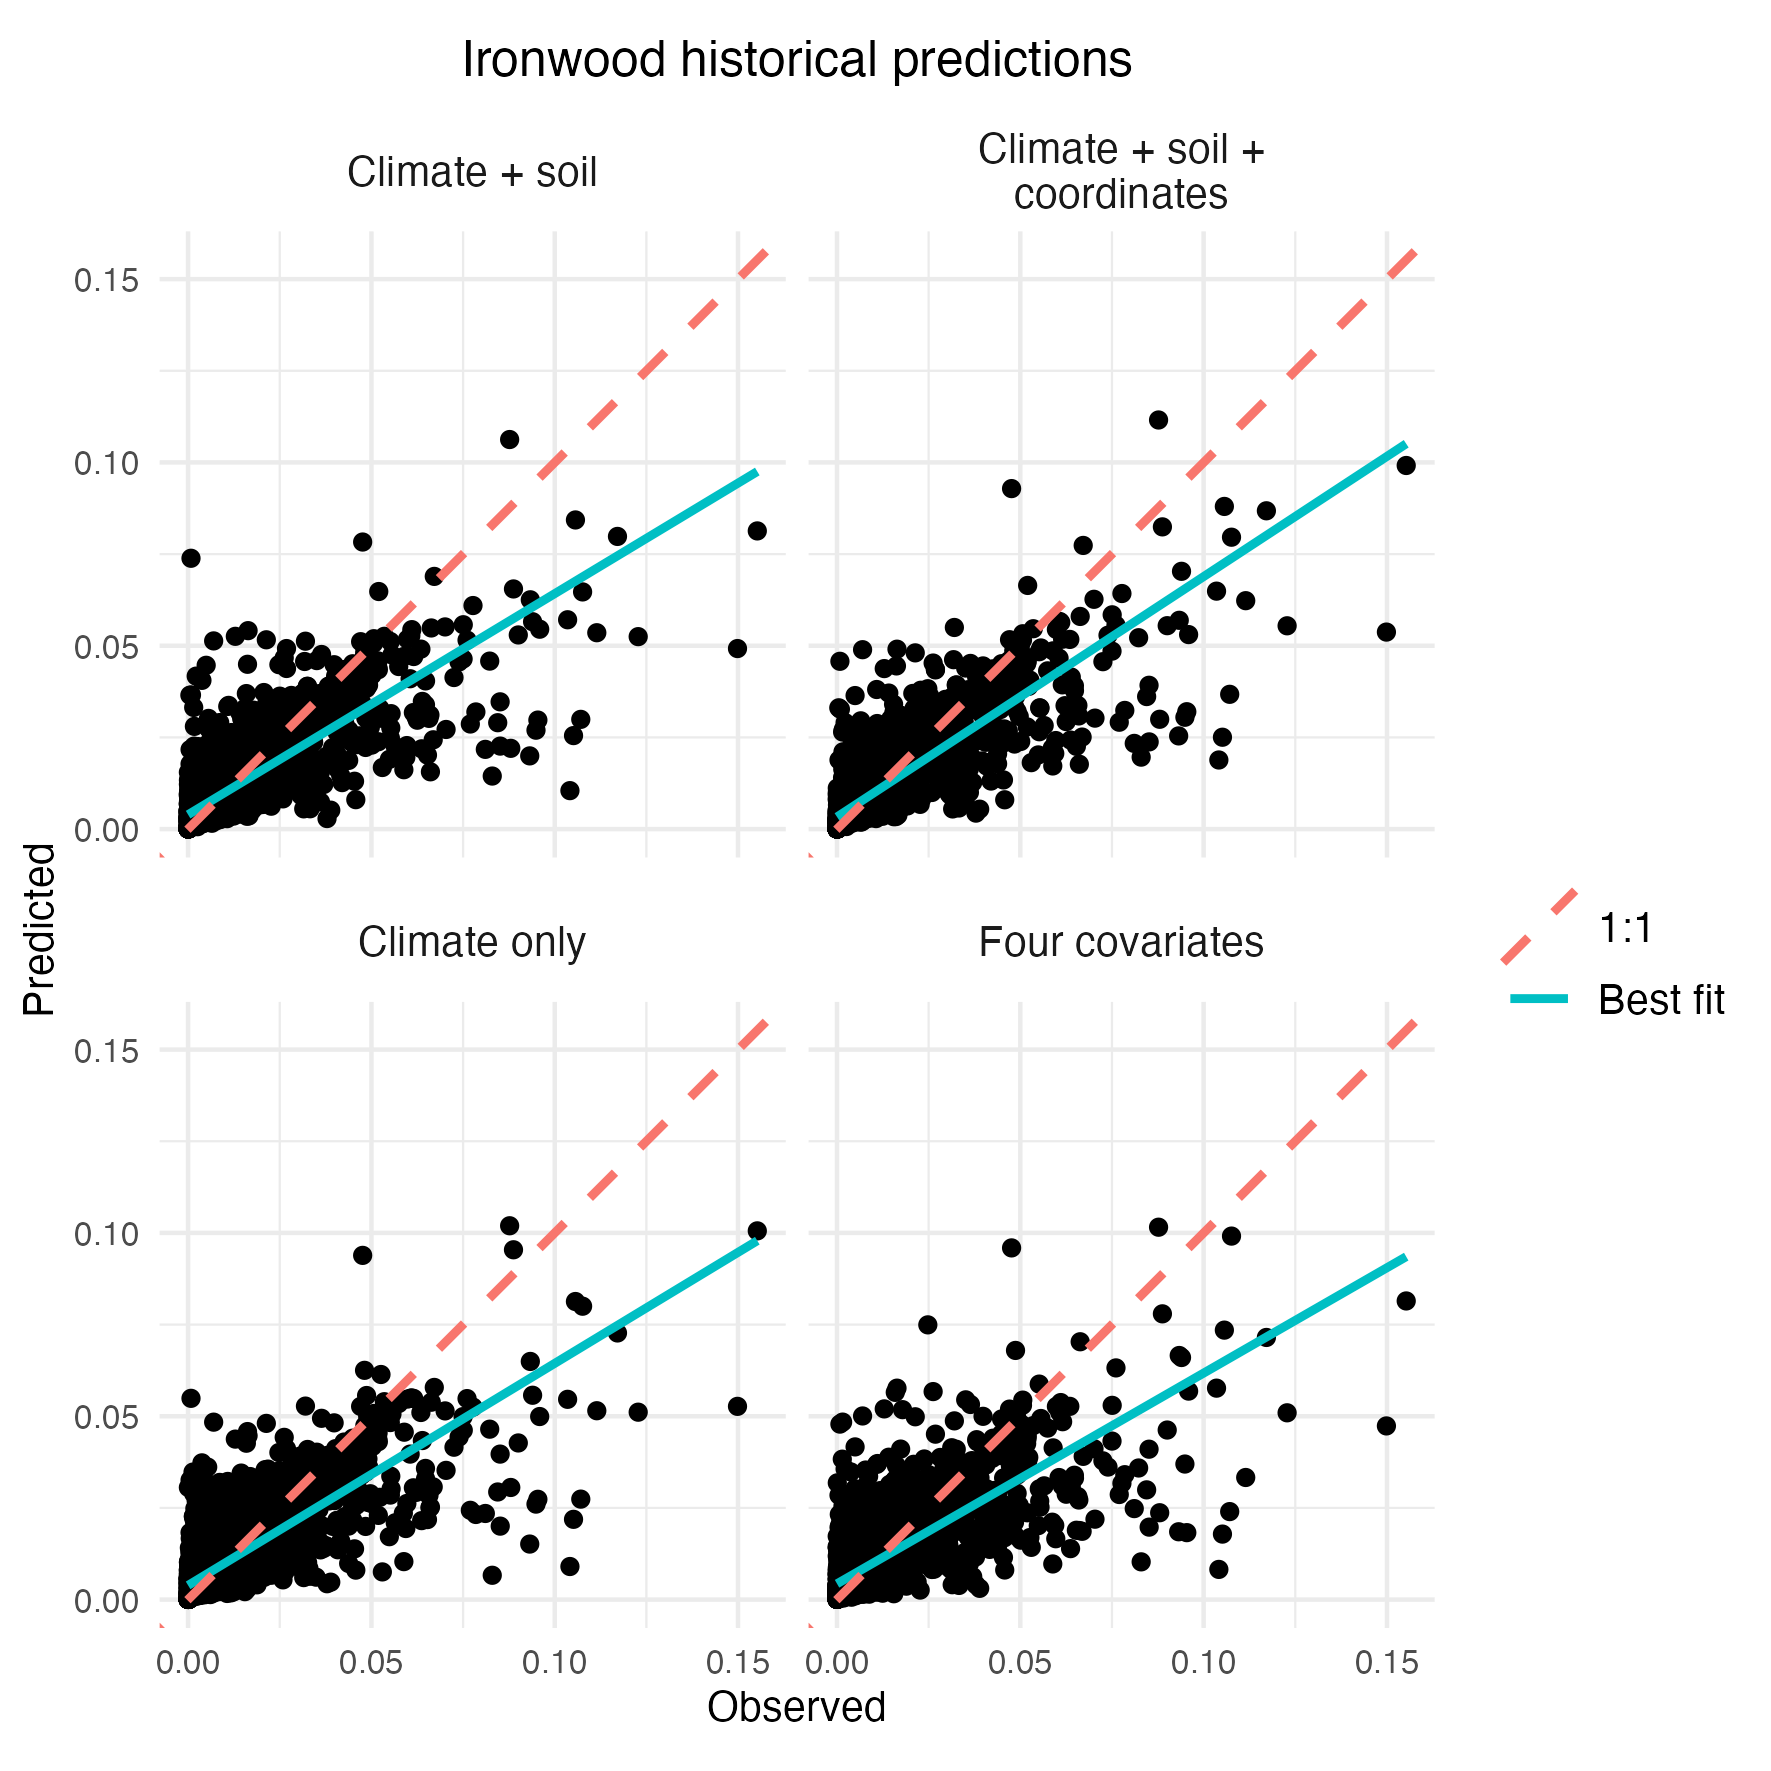 Ironwood historical predictions
Climate + soil
Climate + soil +
coordinates
0.15
0.10
0.05
0.00
Climate only
Four covariates
0.15
0.10
0.05
0.00
0.00 0.05 0.10 0.15
0.00 0.05 0.10 0.15
Observed
Predicted
1:1
Best fit